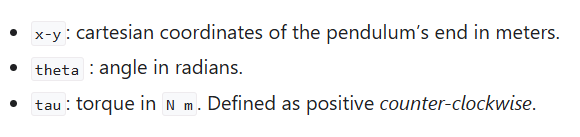 • x-y: cartesian coordinates of the pendulum's end in meters.
• theta : angle in radians.
• tau: torque in N m. Defined as positive counter-clockwise.